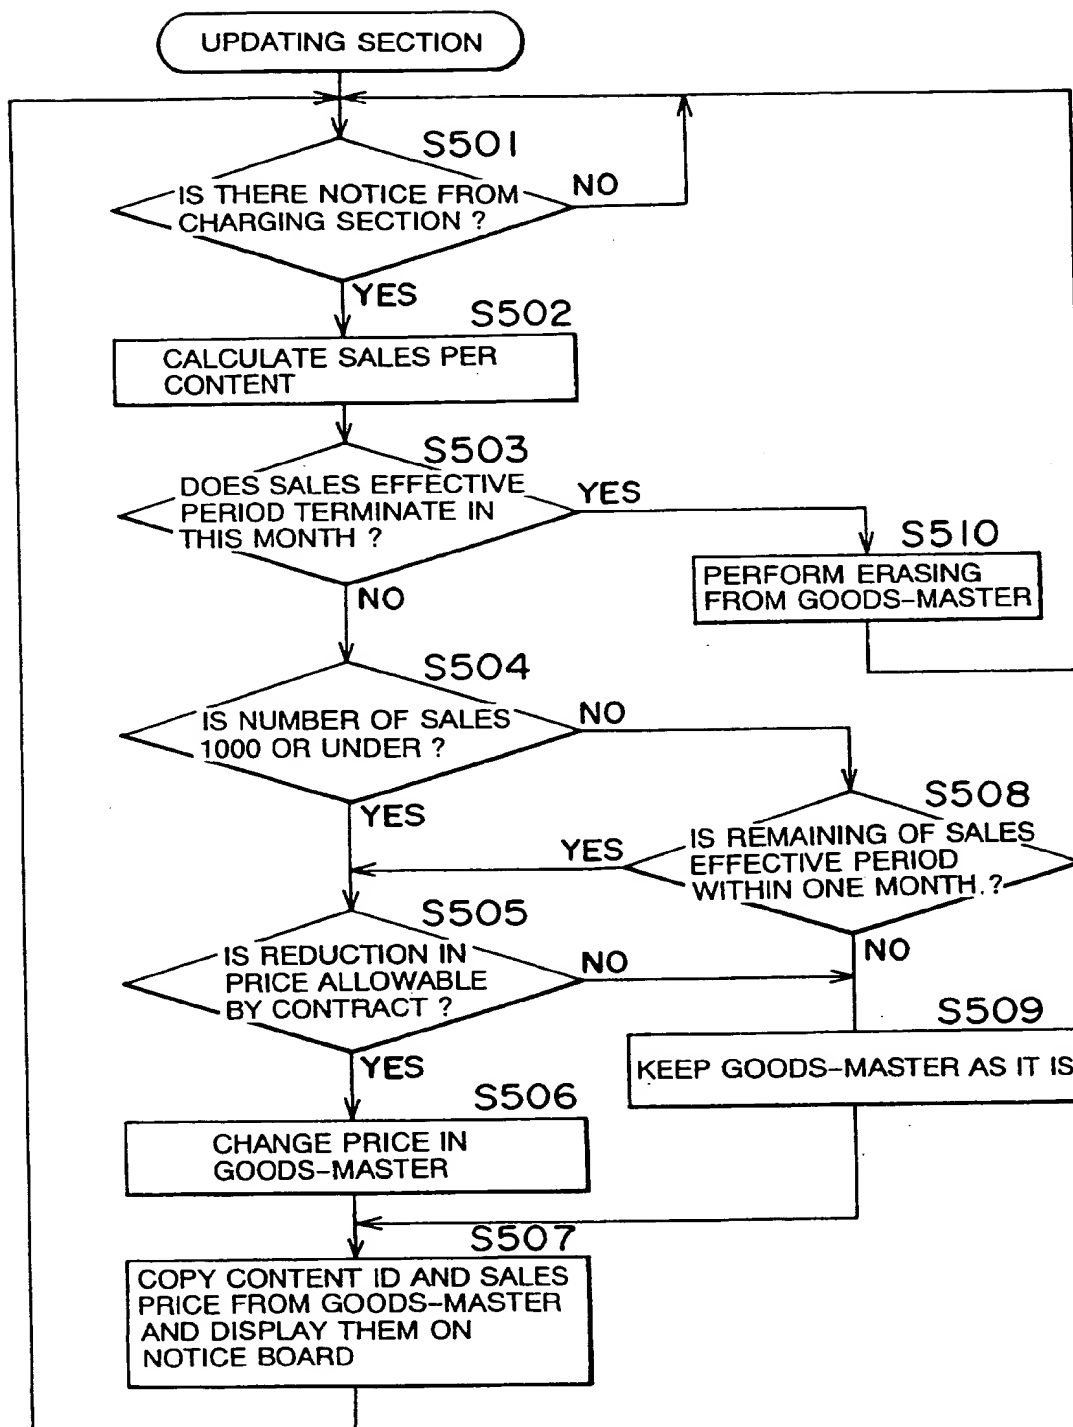 UPDATING SECTION
S501
IS THERE NOTICE FROM
CHARGING SECTION ?
NO
YES
S502
CALCULATE SALES PER
CONTENT
S503
DOES SALES EFFECTIVE
PERIOD TERMINATE IN
THIS MONTH ?
YES
NO
S510
PERFORM ERASING
FROM GOODS-MASTER
S504
IS NUMBER OF SALES
1000 OR UNDER ?
NO
YES
S508
IS REMAINING OF SALES
EFFECTIVE PERIOD
WITHIN ONE MONTH.?
YES
NO
S505
IS REDUCTION IN
PRICE ALLOWABLE
BY CONTRACT ?
NO
YES
S509
KEEP GOODS-MASTER AS IT IS
S506
CHANGE PRICE IN
GOODS-MASTER
S507
COPY CONTENT ID AND SALES
PRICE FROM GOODS-MASTER
AND DISPLAY THEM ON
NOTICE BOARD